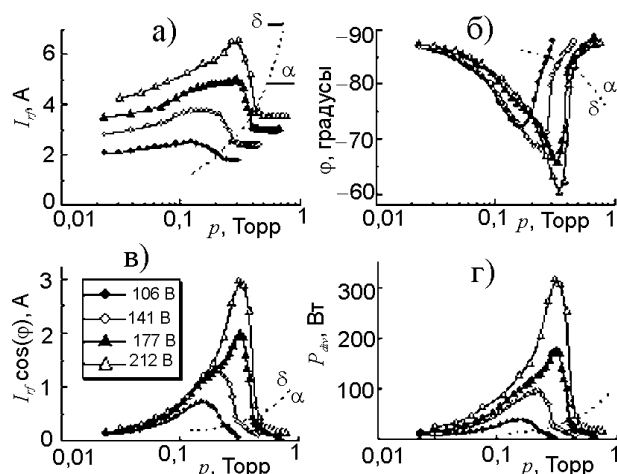 а)
δ
α
I_rf, А
6
4
2
0
0,01
0,1
1
p, Торр
б)
α
δ
φ, градусы
−90
−80
−70
−60
0,01
0,1
1
p, Торр
в)
106 В
141 В
177 В
212 В
δ
α
I_rf cos(φ), А
3
2
1
0
0,01
0,1
1
p, Торр
г)
δ
α
P_dlv, Вт
300
200
100
0,01
0,1
1
p, Торр